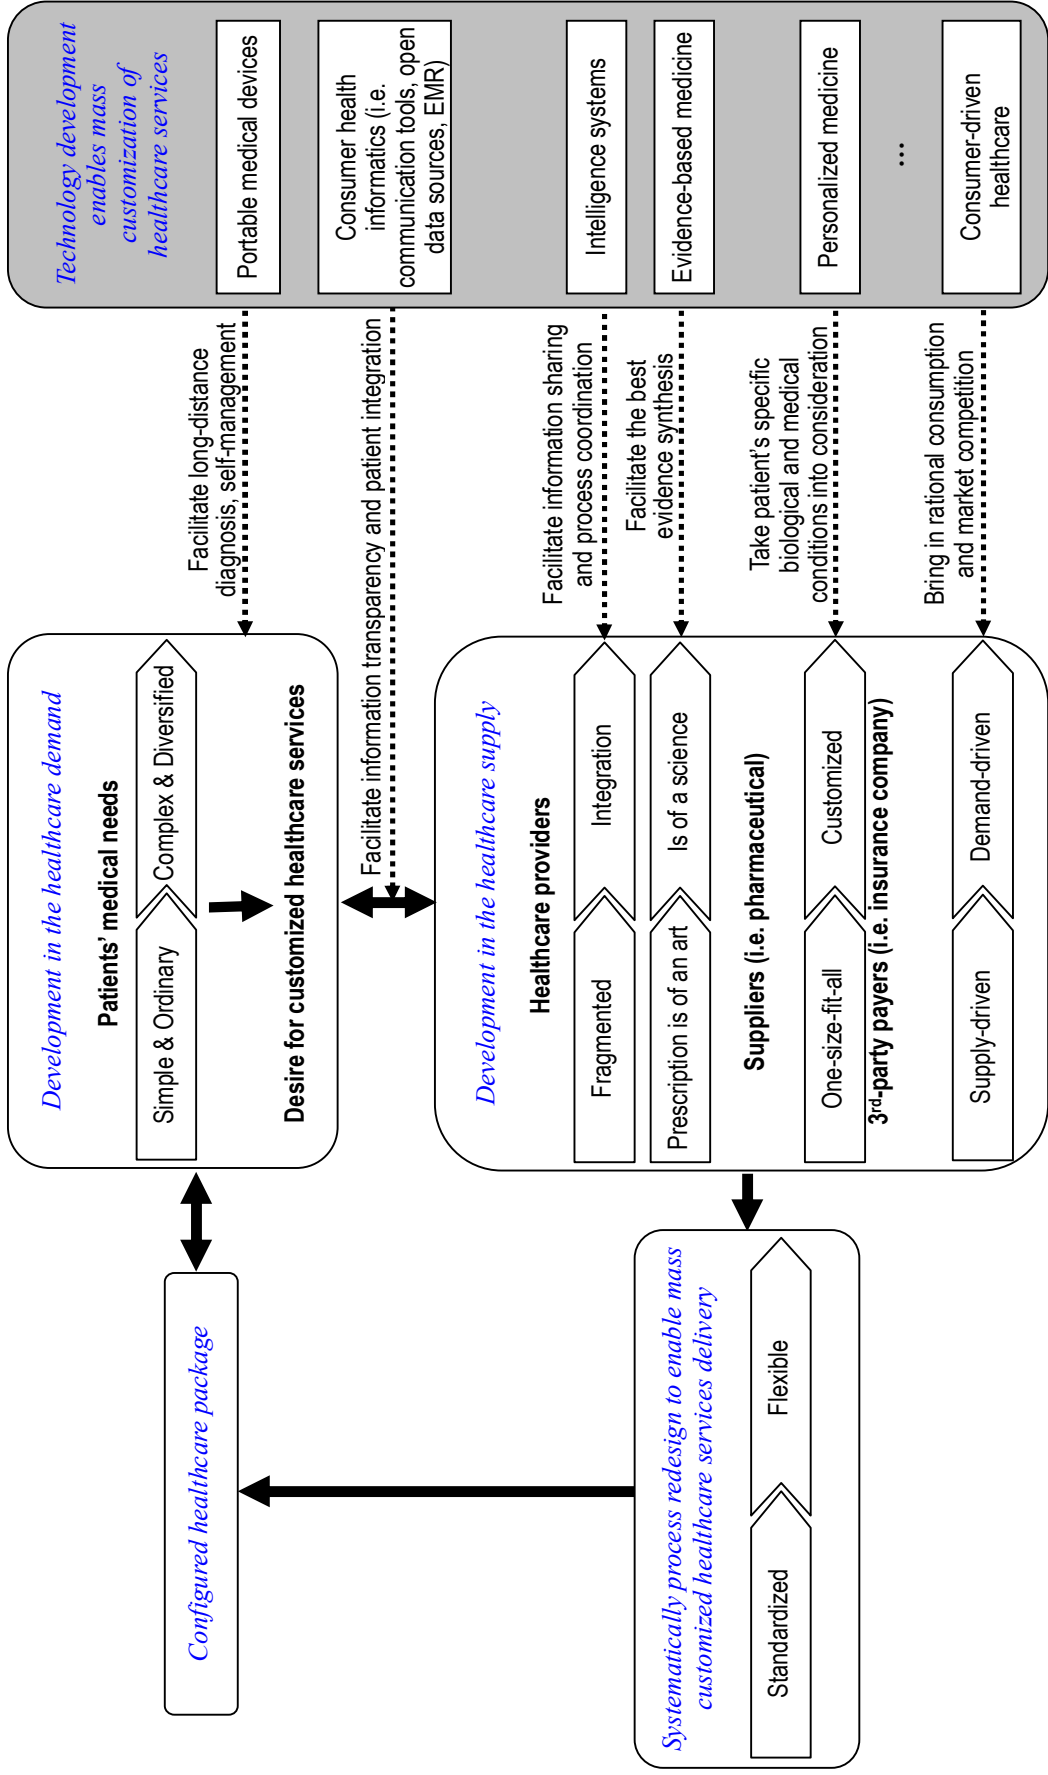 Configured healthcare package
Systematically process redesign to enable mass
customized healthcare services delivery
Standardized
Flexible
Development in the healthcare demand
Patients’ medical needs
Simple & Ordinary
Complex & Diversified
Desire for customized healthcare services
Development in the healthcare supply
Healthcare providers
Fragmented
Integration
Prescription is of an art
Is of a science
Suppliers (i.e. pharmaceutical)
One-size-fit-all
Customized
3rd-party payers (i.e. insurance company)
Supply-driven
Demand-driven
Facilitate long-distance
diagnosis, self-management
Facilitate information transparency and patient integration
Facilitate information sharing
and process coordination
Facilitate the best
evidence synthesis
Take patient’s specific
biological and medical
conditions into consideration
Bring in rational consumption
and market competition
Technology development
enables mass
customization of
healthcare services
Portable medical devices
Consumer health
informatics (i.e.
communication tools, open
data sources, EMR)
Intelligence systems
Evidence-based medicine
Personalized medicine
…
Consumer-driven
healthcare